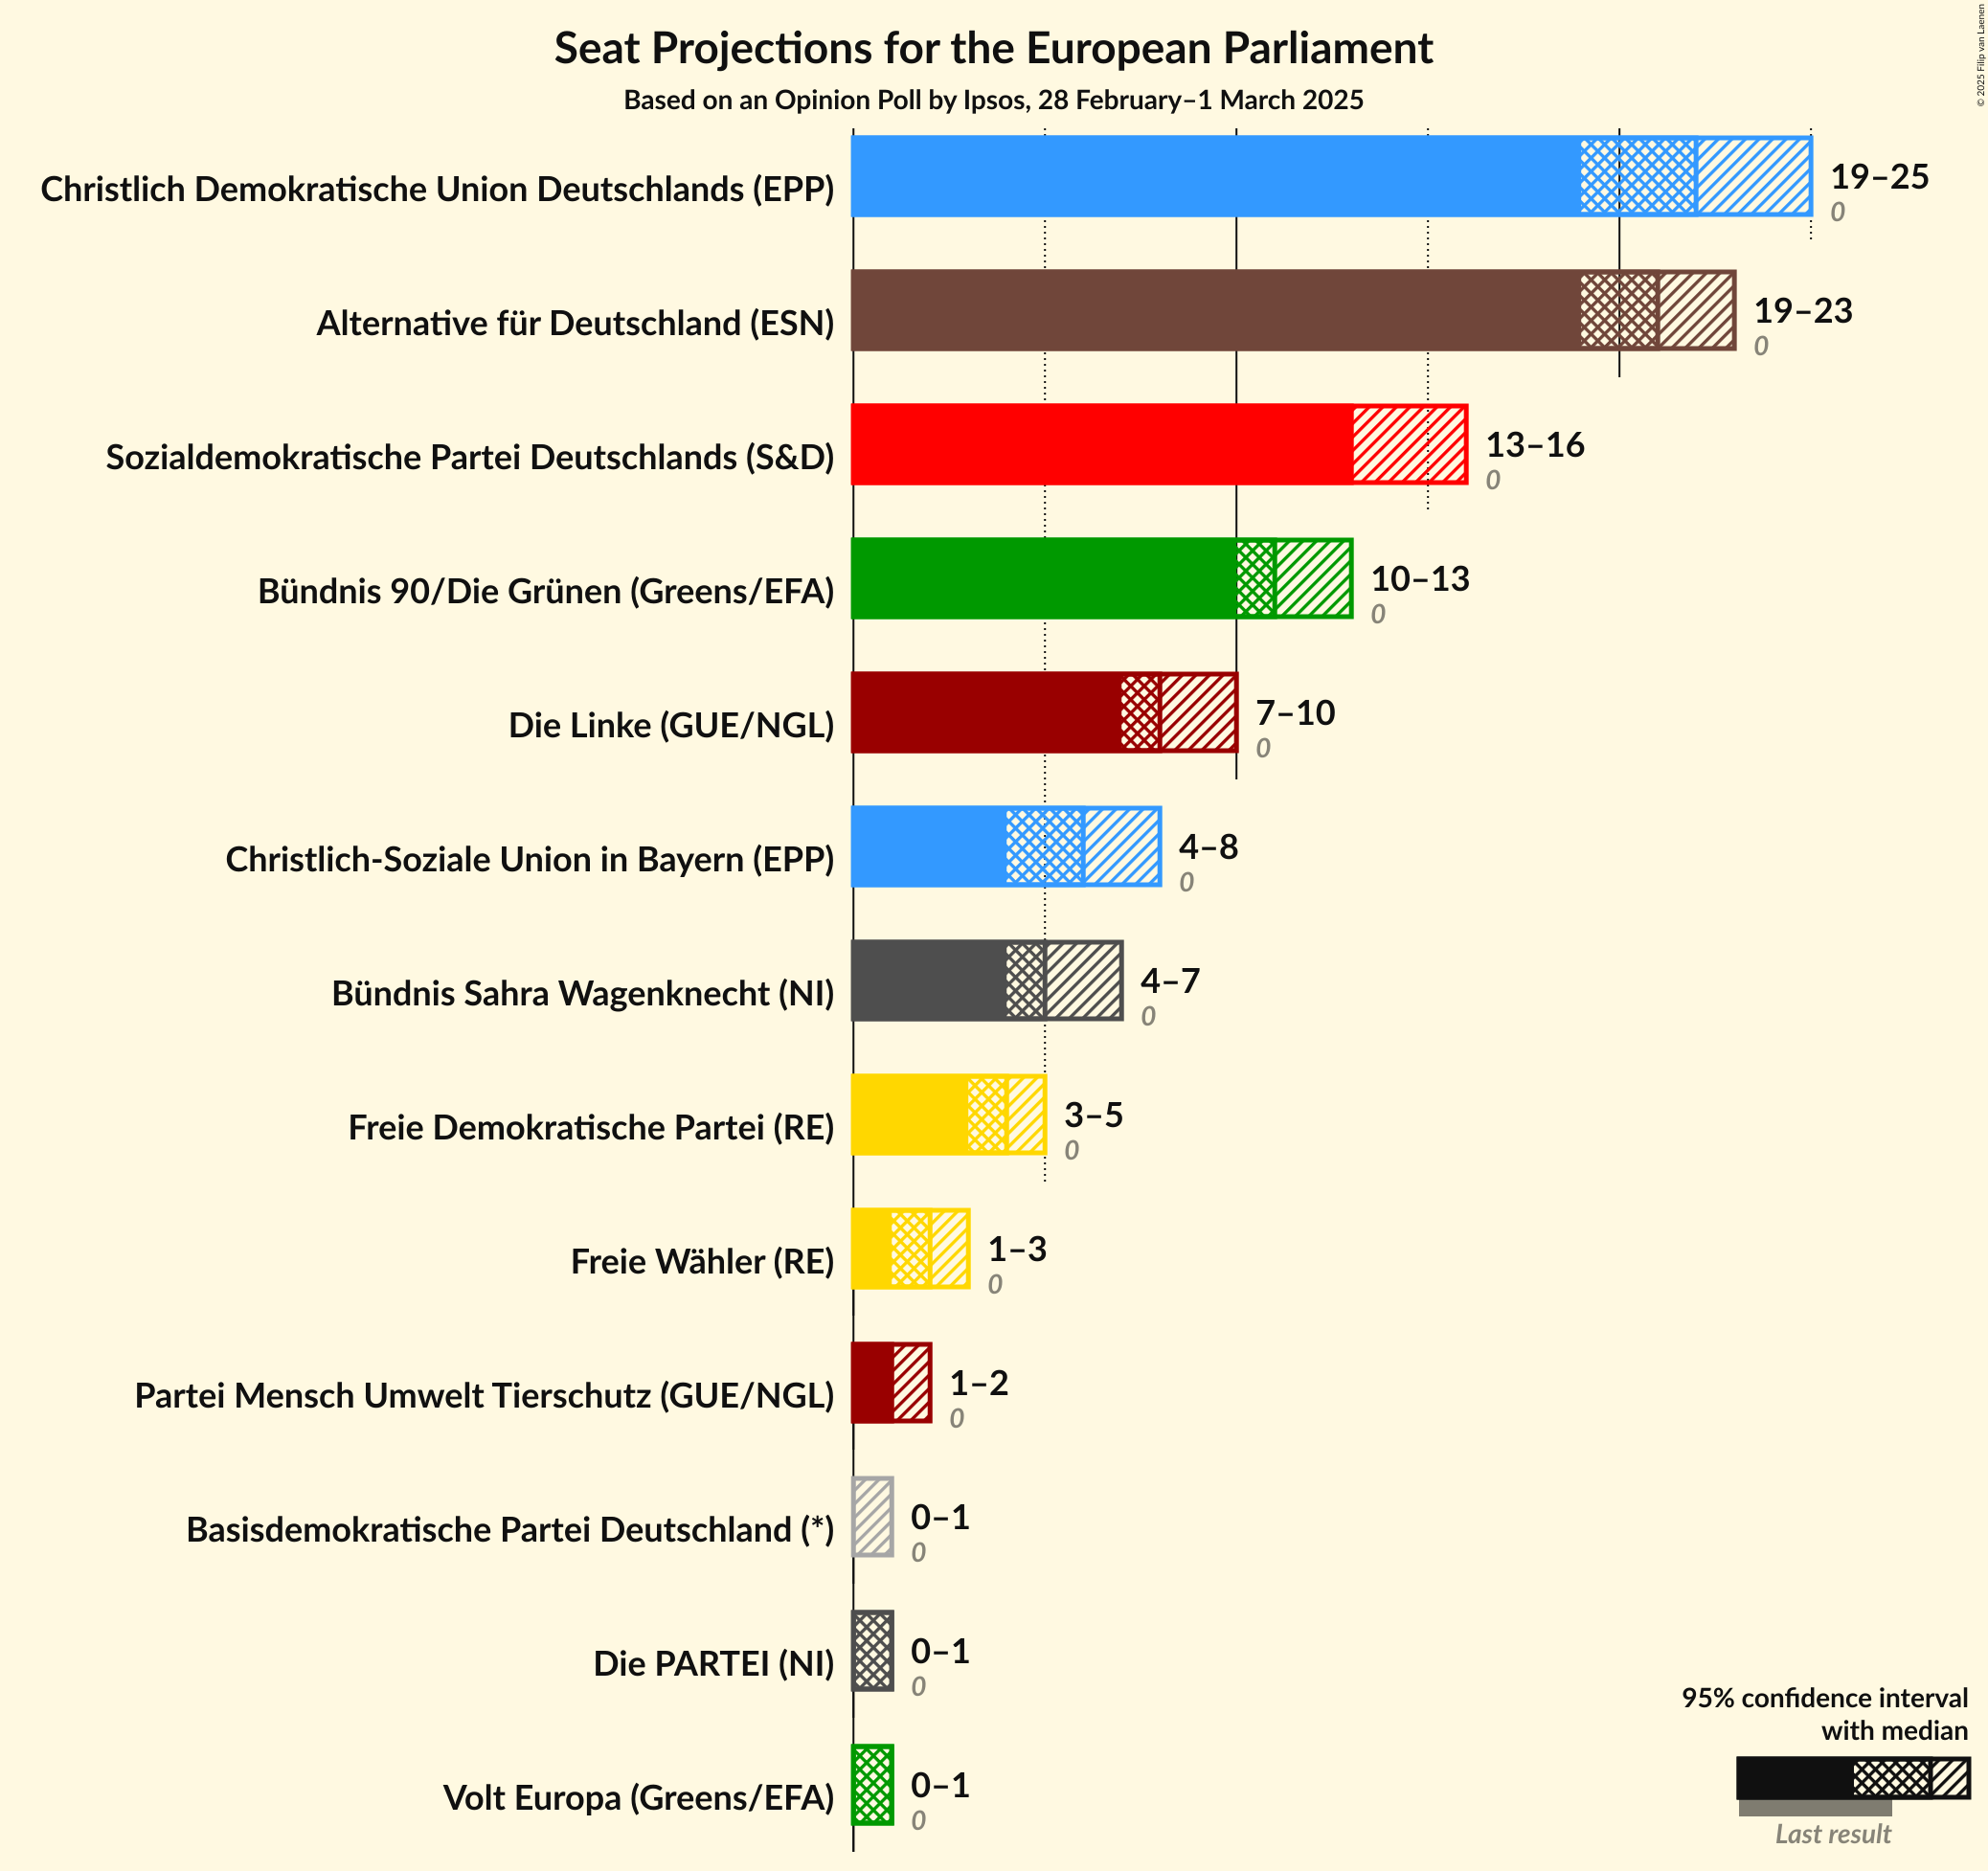 Seat Projections for the European Parliament
Based on an Opinion Poll by Ipsos, 28 February–1 March 2025
© 2025 Filip van Laenen
Christlich Demokratische Union Deutschlands (EPP)
19–25
0
Alternative für Deutschland (ESN)
19–23
0
Sozialdemokratische Partei Deutschlands (S&D)
13–16
0
Bündnis 90/Die Grünen (Greens/EFA)
10–13
0
Die Linke (GUE/NGL)
7–10
0
Christlich-Soziale Union in Bayern (EPP)
4–8
0
Bündnis Sahra Wagenknecht (NI)
4–7
0
Freie Demokratische Partei (RE)
3–5
0
Freie Wähler (RE)
1–3
0
Partei Mensch Umwelt Tierschutz (GUE/NGL)
1–2
0
Basisdemokratische Partei Deutschland (*)
0–1
0
Die PARTEI (NI)
0–1
0
Volt Europa (Greens/EFA)
0–1
0
95% confidence interval
with median
Last result